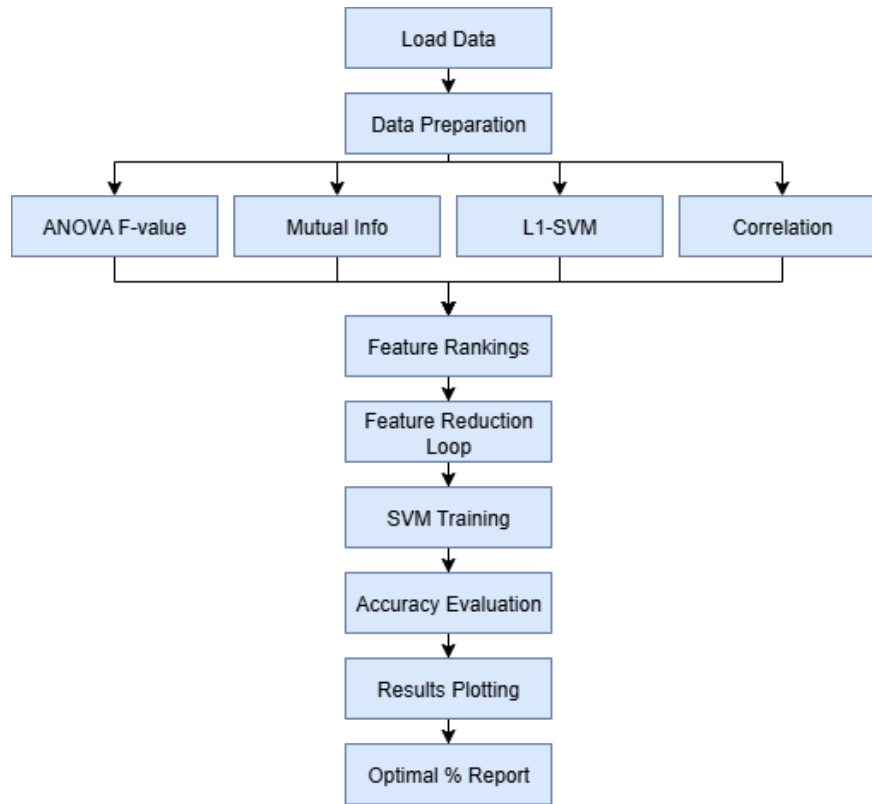 Load Data
Data Preparation
ANOVA F-value
Mutual Info
L1-SVM
Correlation
Feature Rankings
Feature Reduction
Loop
SVM Training
Accuracy Evaluation
Results Plotting
Optimal % Report